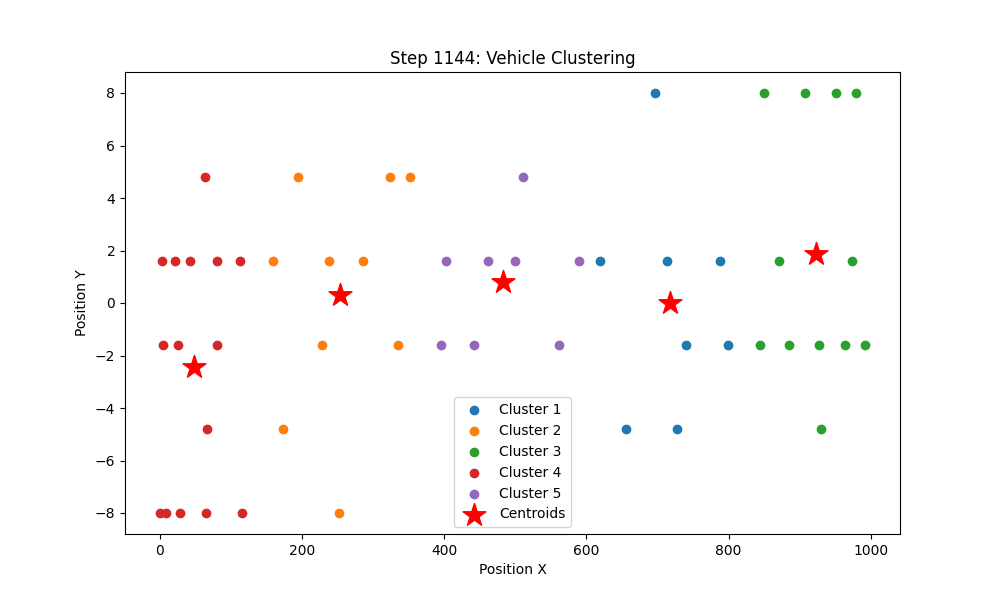 Step 1144: Vehicle Clustering
Position Y
8
6
4
2
0
−2
−4
−6
−8
Cluster 1
Cluster 2
Cluster 3
Cluster 4
Cluster 5
Centroids
0
200
400
600
800
1000
Position X